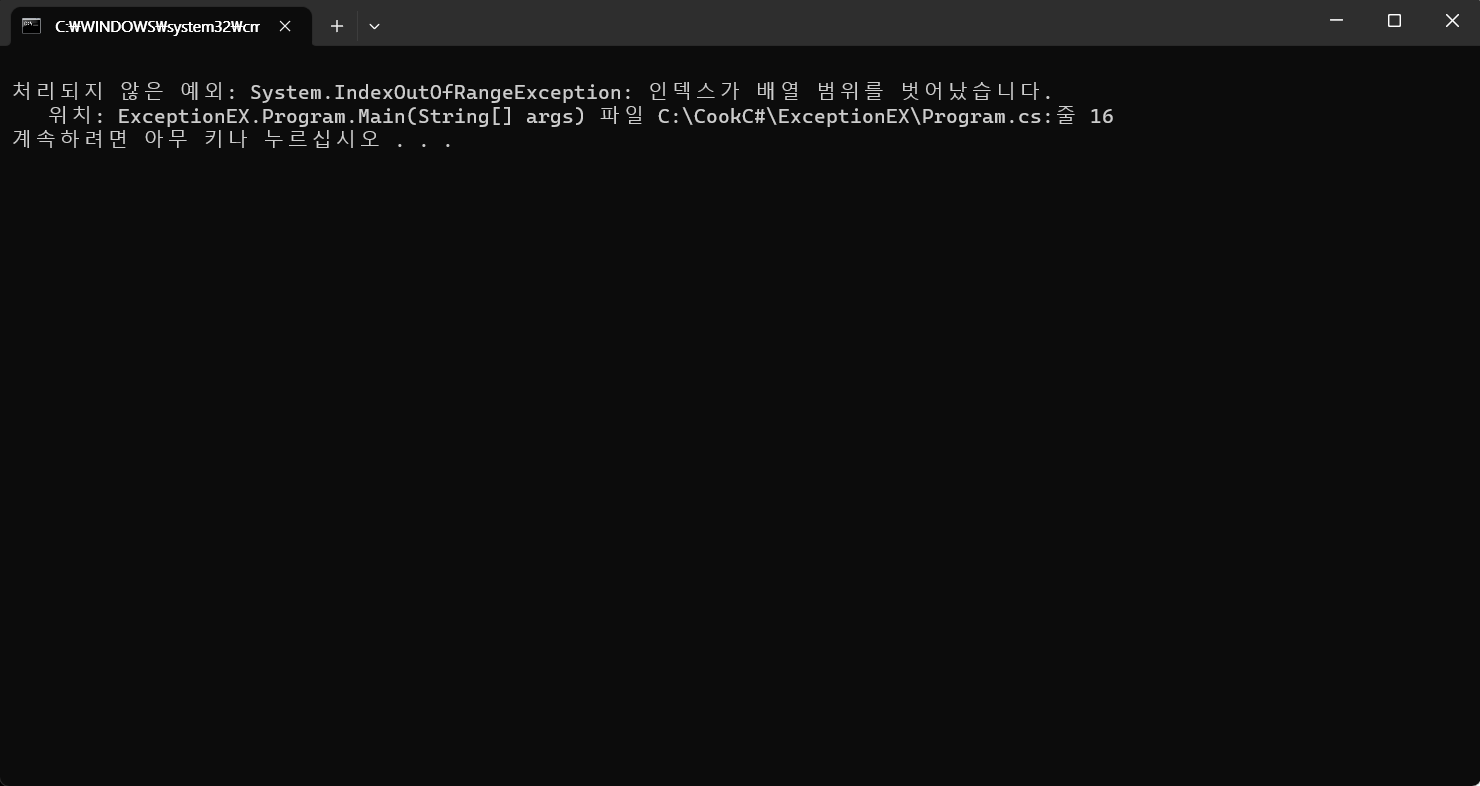 C:₩WINDOWS₩system32₩cm
처리되지 않은 예외: System.IndexOutOfRangeException: 인덱스가 배열 범위를 벗어났습니다.
위치: ExceptionEX.Program.Main(String[] args) 파일 C:\CookC#\ExceptionEX\Program.cs:줄 16
계속하려면 아무 키나 누르십시오 . . .